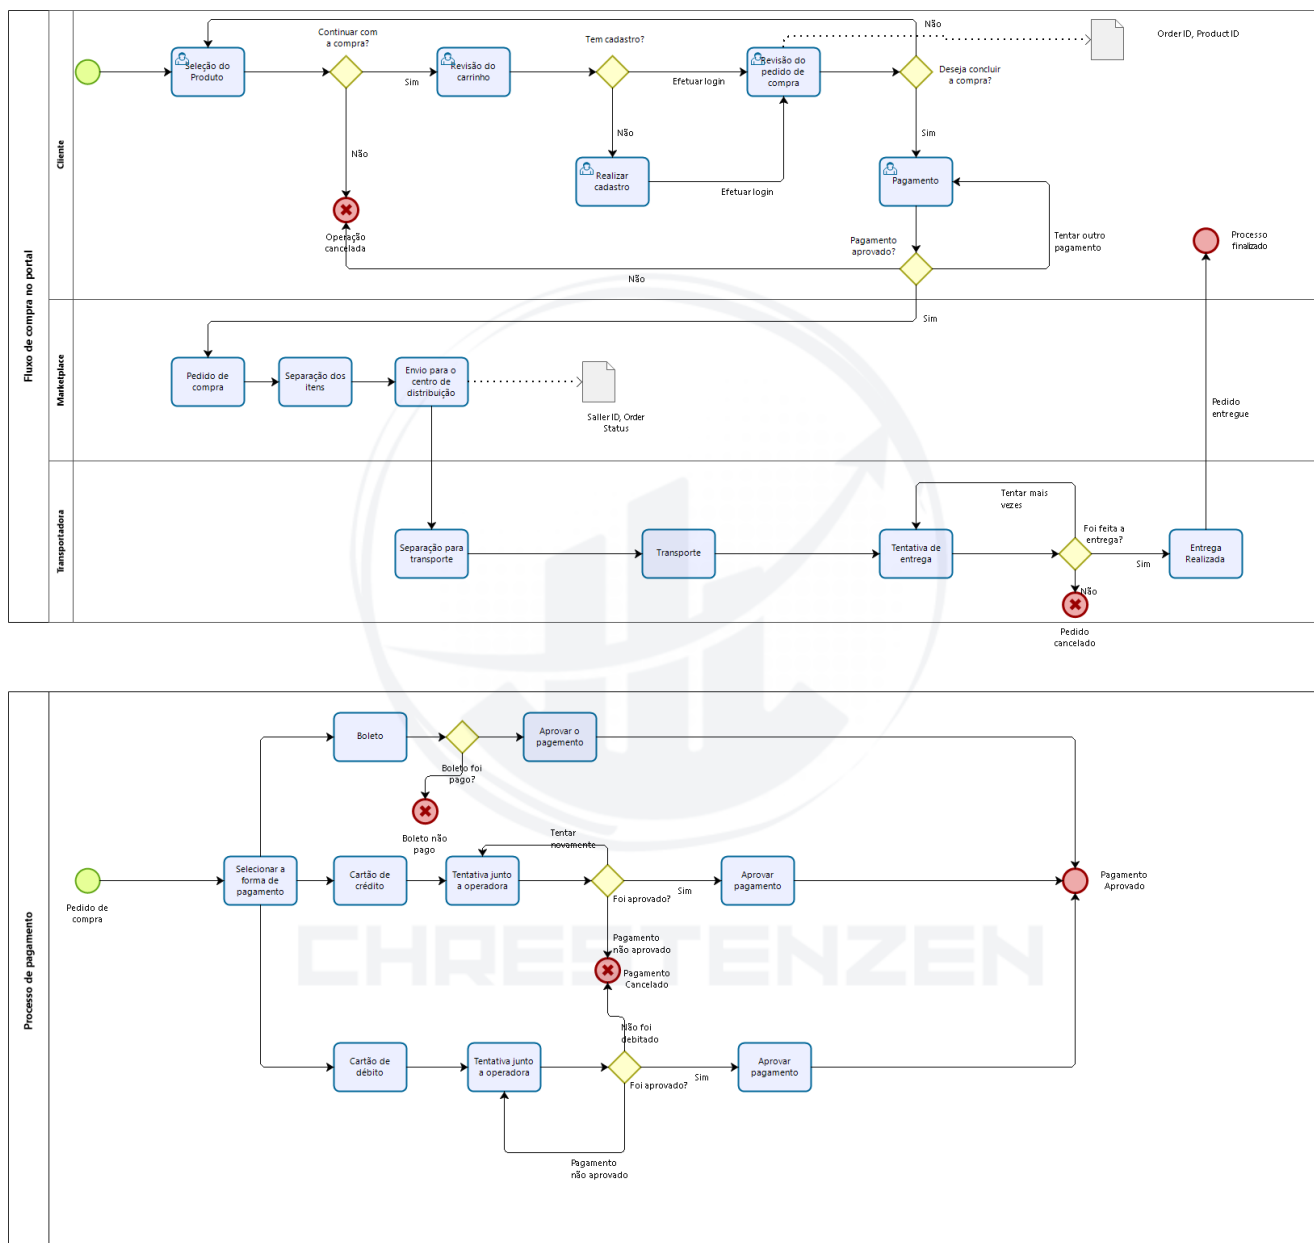 Fluxo de compra no portal
Cliente
Não
Order ID, Product ID
Continuar com
a compra?
Tem cadastro?
Seleção do
Produto
Revisão do
carrinho
Revisão do
pedido de
compra
Deseja concluir
a compra?
Sim
Efetuar login
Não
Não
Sim
Realizar
cadastro
Pagamento
Efetuar login
Operação
cancelada
Pagamento
aprovado?
Tentar outro
pagamento
Processo
finalizado
Não
Marketplace
Sim
Pedido de
compra
Separação dos
itens
Envio para o
centro de
distribuição
Saller ID, Order
Status
Pedido
entregue
Transportadora
Tentar mais
vezes
Foi feita a
entrega?
Separação para
transporte
Transporte
Tentativa de
entrega
Sim
Entrega
Realizada
Não
Pedido
cancelado
Processo de pagamento
Boleto
Aprovar o
pagemento
Boleto foi
pago?
Boleto não
pago
Tentar
novamente
Pedido de
compra
Selecionar a
forma de
pagamento
Cartão de
crédito
Tentativa junto
a operadora
Foi aprovado?
Sim
Aprovar
pagamento
Pagamento
Aprovado
Pagamento
não aprovado
CHRESTENZEN
Pagamento
Cancelado
Não foi
debitado
Cartão de
débito
Tentativa junto
a operadora
Foi aprovado?
Sim
Aprovar
pagamento
Pagamento
não aprovado